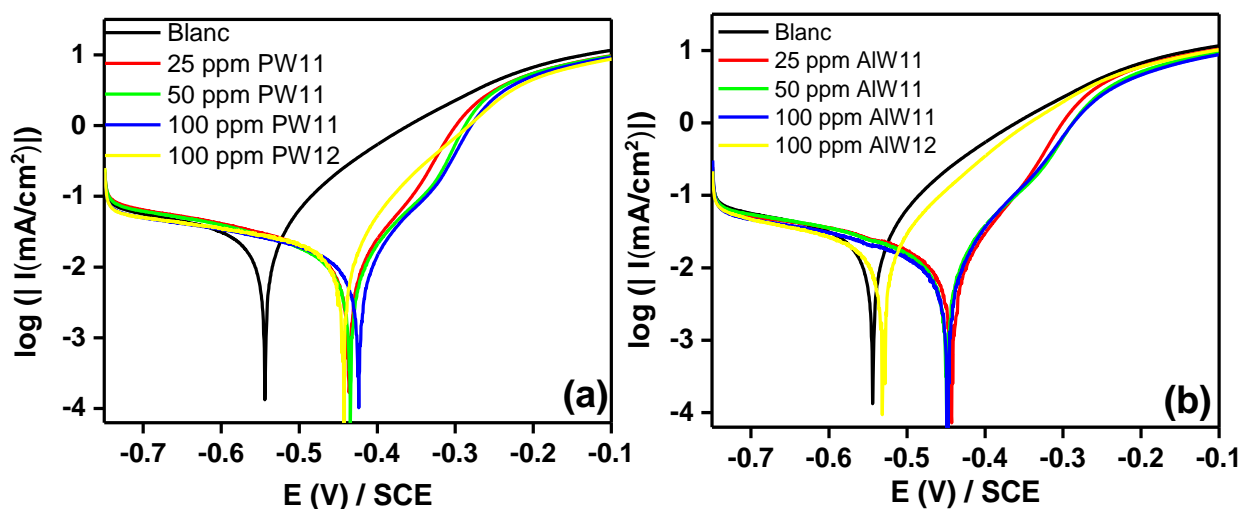 Blanc
25 ppm PW11
50 ppm PW11
100 ppm PW11
100 ppm PW12
1
0
-1
-2
-3
-4
log (| I(mA/cm²)|)
-0.7 -0.6 -0.5 -0.4 -0.3 -0.2 -0.1
E (V) / SCE
(a)
Blanc
25 ppm AlW11
50 ppm AlW11
100 ppm AlW11
100 ppm AlW12
1
0
-1
-2
-3
-4
log (| I(mA/cm²)|)
-0.7 -0.6 -0.5 -0.4 -0.3 -0.2 -0.1
E (V) / SCE
(b)